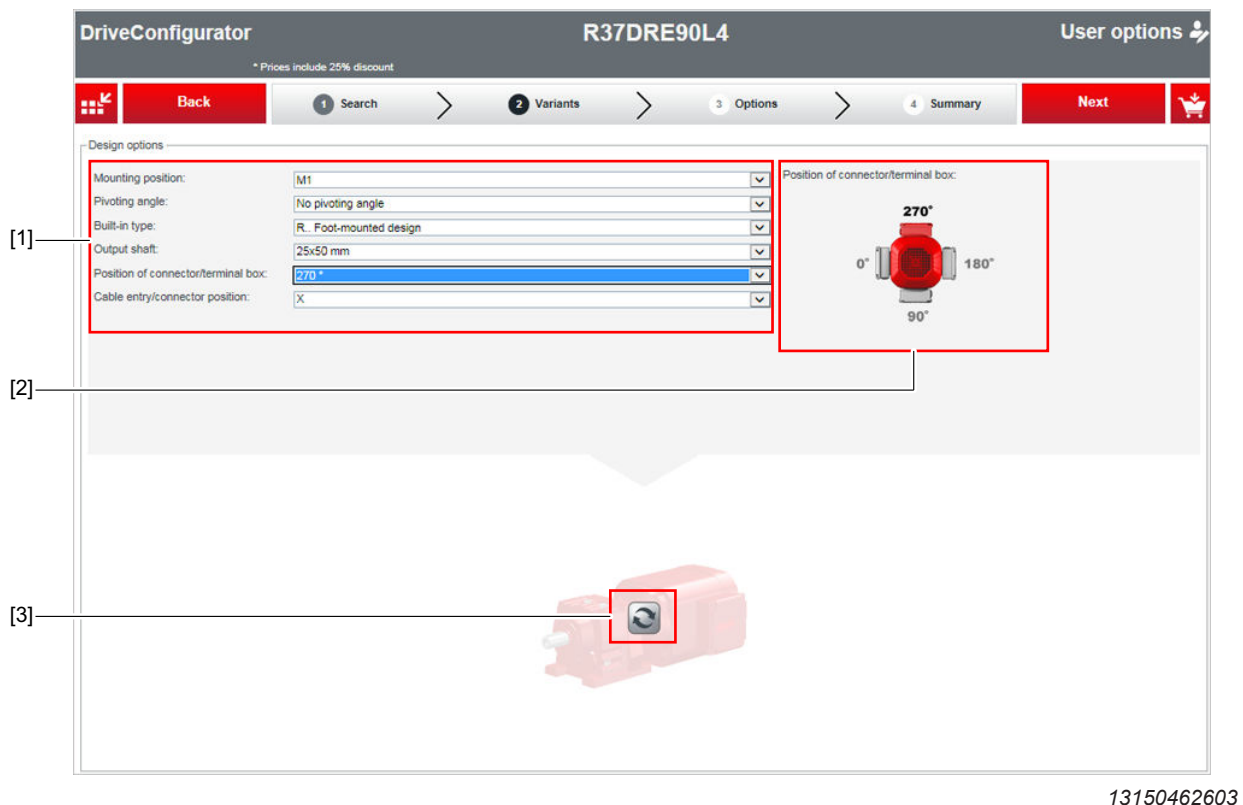 DriveConfigurator R37DRE90L4 User options
* Prices include 25% discount
Back 1 Search 2 Variants 3 Options 4 Summary Next
Design options
Mounting position: M1
Pivoting angle: No pivoting angle
Built-in type: R.. Foot-mounted design
Output shaft: 25x50 mm
Position of connector/terminal box: 270 °
Cable entry/connector position: X
Position of connector/terminal box:
270°
0° 180°
90°
[1]
[2]
[3]
13150462603